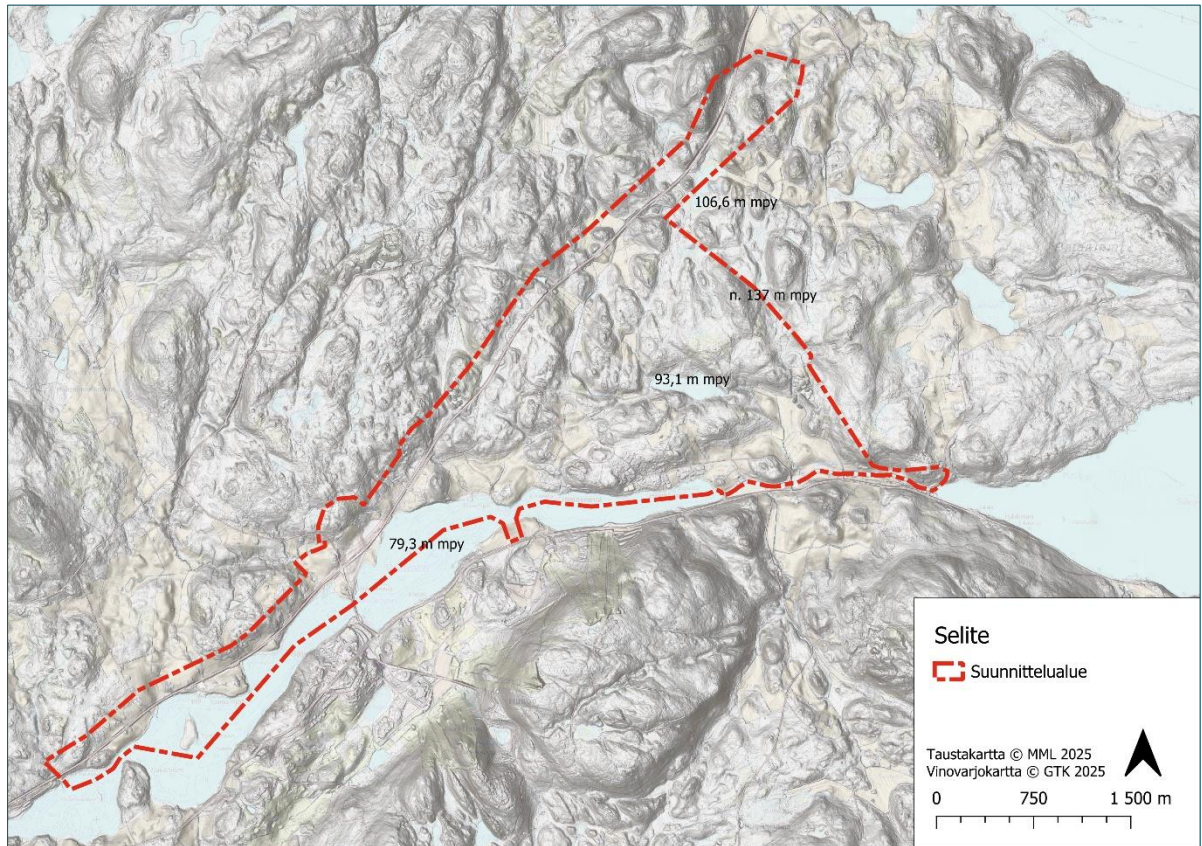 106,6 m mpy
n. 137 m mpy
93,1 m mpy
79,3 m mpy
Selite
Suunnittelualue
Taustakartta © MML 2025
Vinovarjokartta © GTK 2025
0 750 1 500 m